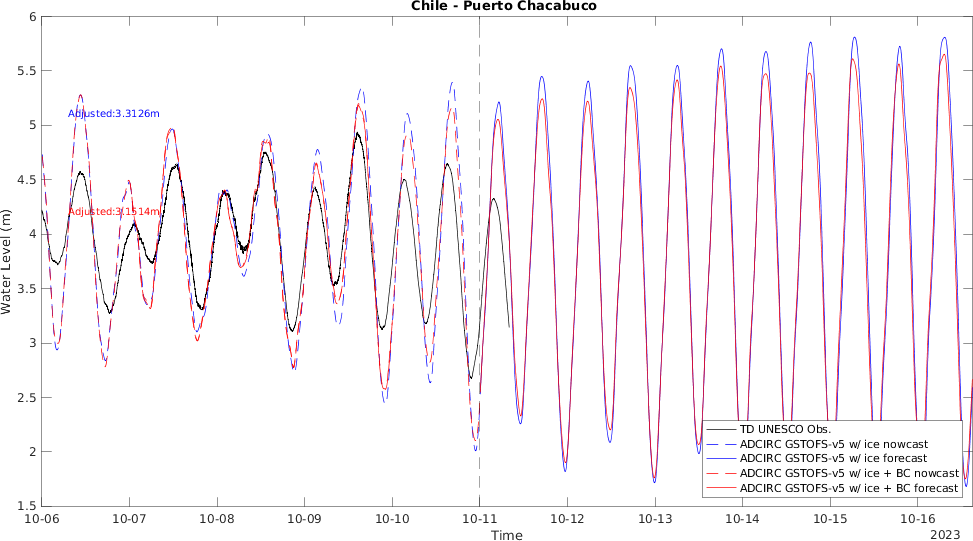 Chile - Puerto Chacabuco
6
5.5
5
4.5
4
3.5
3
2.5
2
1.5
Water Level (m)
Adjusted:3.3126m
Adjusted:3.1514m
TD UNESCO Obs.
ADCIRC GSTOFS-v5 w/ ice nowcast
ADCIRC GSTOFS-v5 w/ ice forecast
ADCIRC GSTOFS-v5 w/ ice + BC nowcast
ADCIRC GSTOFS-v5 w/ ice + BC forecast
10-06 10-07 10-08 10-09 10-10 10-11 10-12 10-13 10-14 10-15 10-16
Time
2023